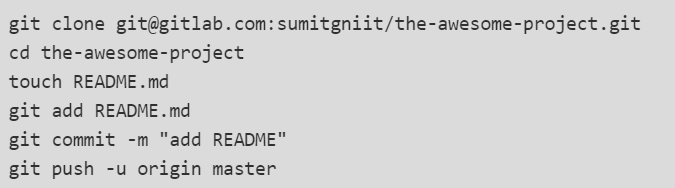 git clone git@gitlab.com:sumitgniit/the-awesome-project.git
cd the-awesome-project
touch README.md
git add README.md
git commit -m "add README"
git push -u origin master